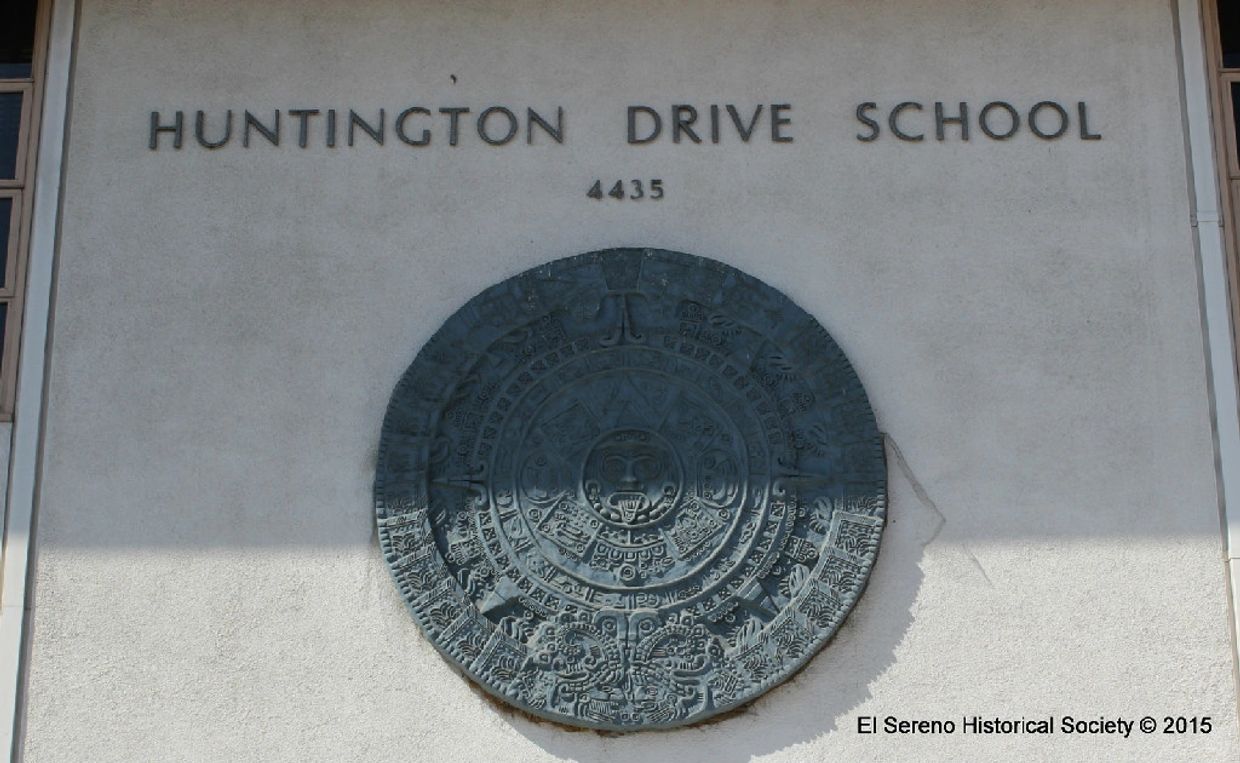 HUNTINGTON DRIVE SCHOOL
4435
El Sereno Historical Society © 2015